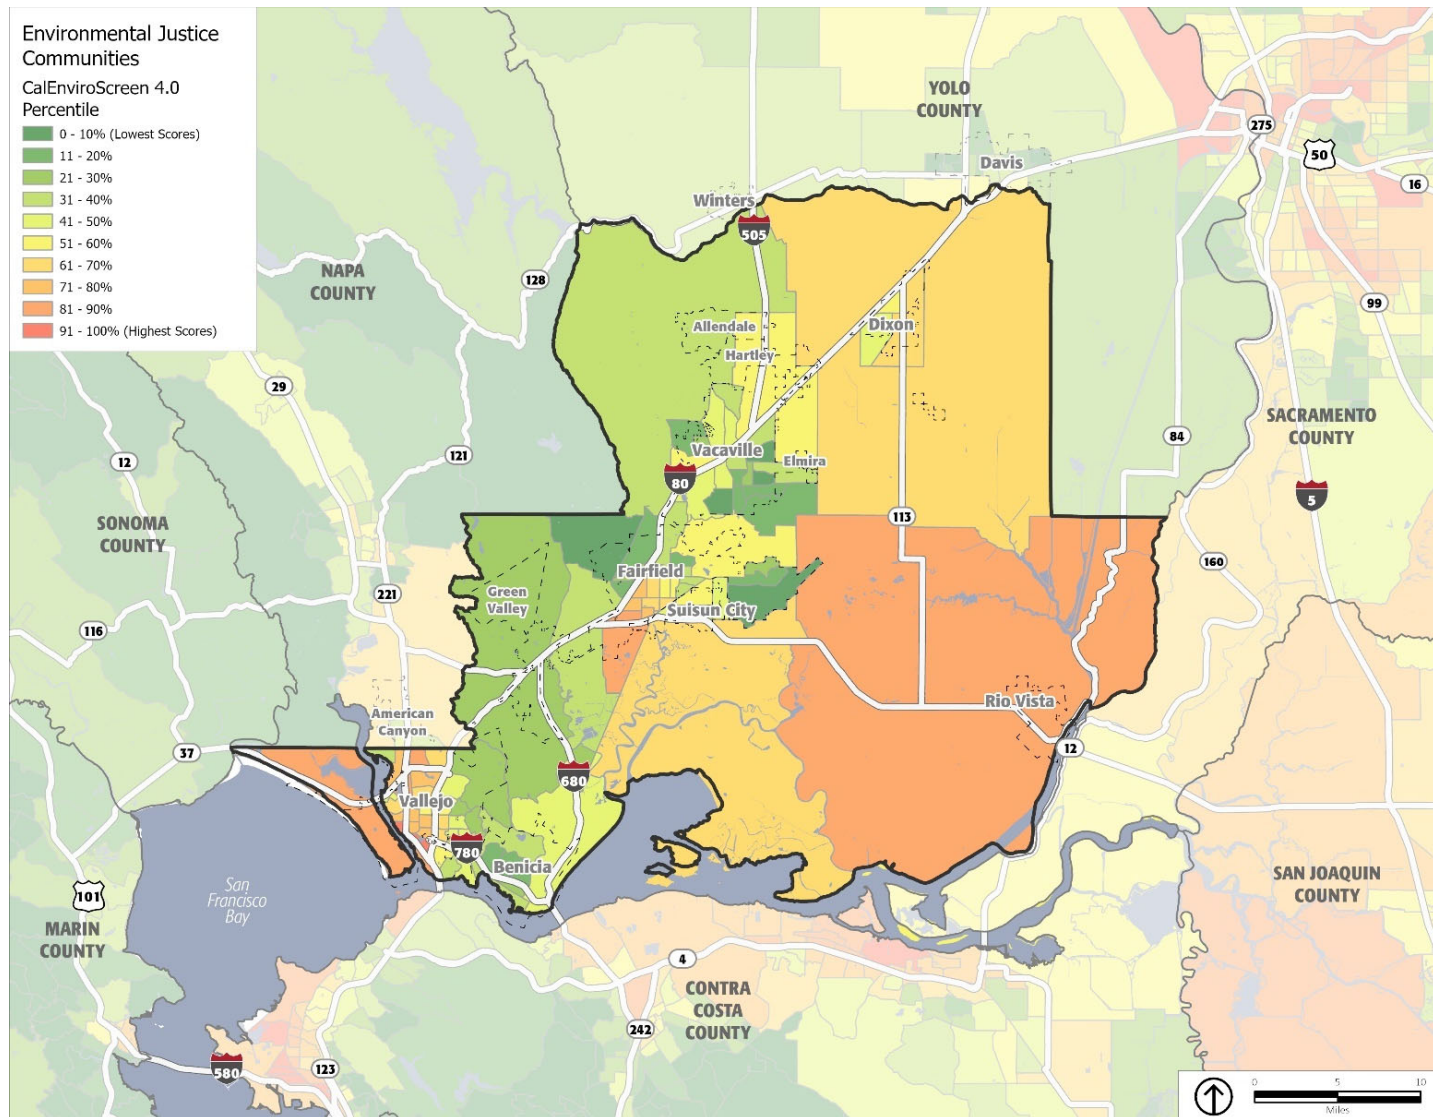 Environmental Justice
Communities
CalEnviroScreen 4.0
Percentile
0 - 10% (Lowest Scores)
11 - 20%
21 - 30%
31 - 40%
41 - 50%
51 - 60%
61 - 70%
71 - 80%
81 - 90%
91 - 100% (Highest Scores)
YOLO
COUNTY
275
50
Davis
16
Winters
505
NAPA
COUNTY
128
99
Allendale
Dixon
Hartley
29
SACRAMENTO
COUNTY
84
12
121
Vacaville
Elmira
80
5
SONOMA
COUNTY
113
160
Fairfield
221
Green
Valley
Suisun City
116
Rio Vista
American
Canyon
37
12
680
Vallejo
780
Benicia
San
Francisco
Bay
101
MARIN
COUNTY
SAN JOAQUIN
COUNTY
4
CONTRA
COSTA
COUNTY
242
580
123
0 5 10
Miles